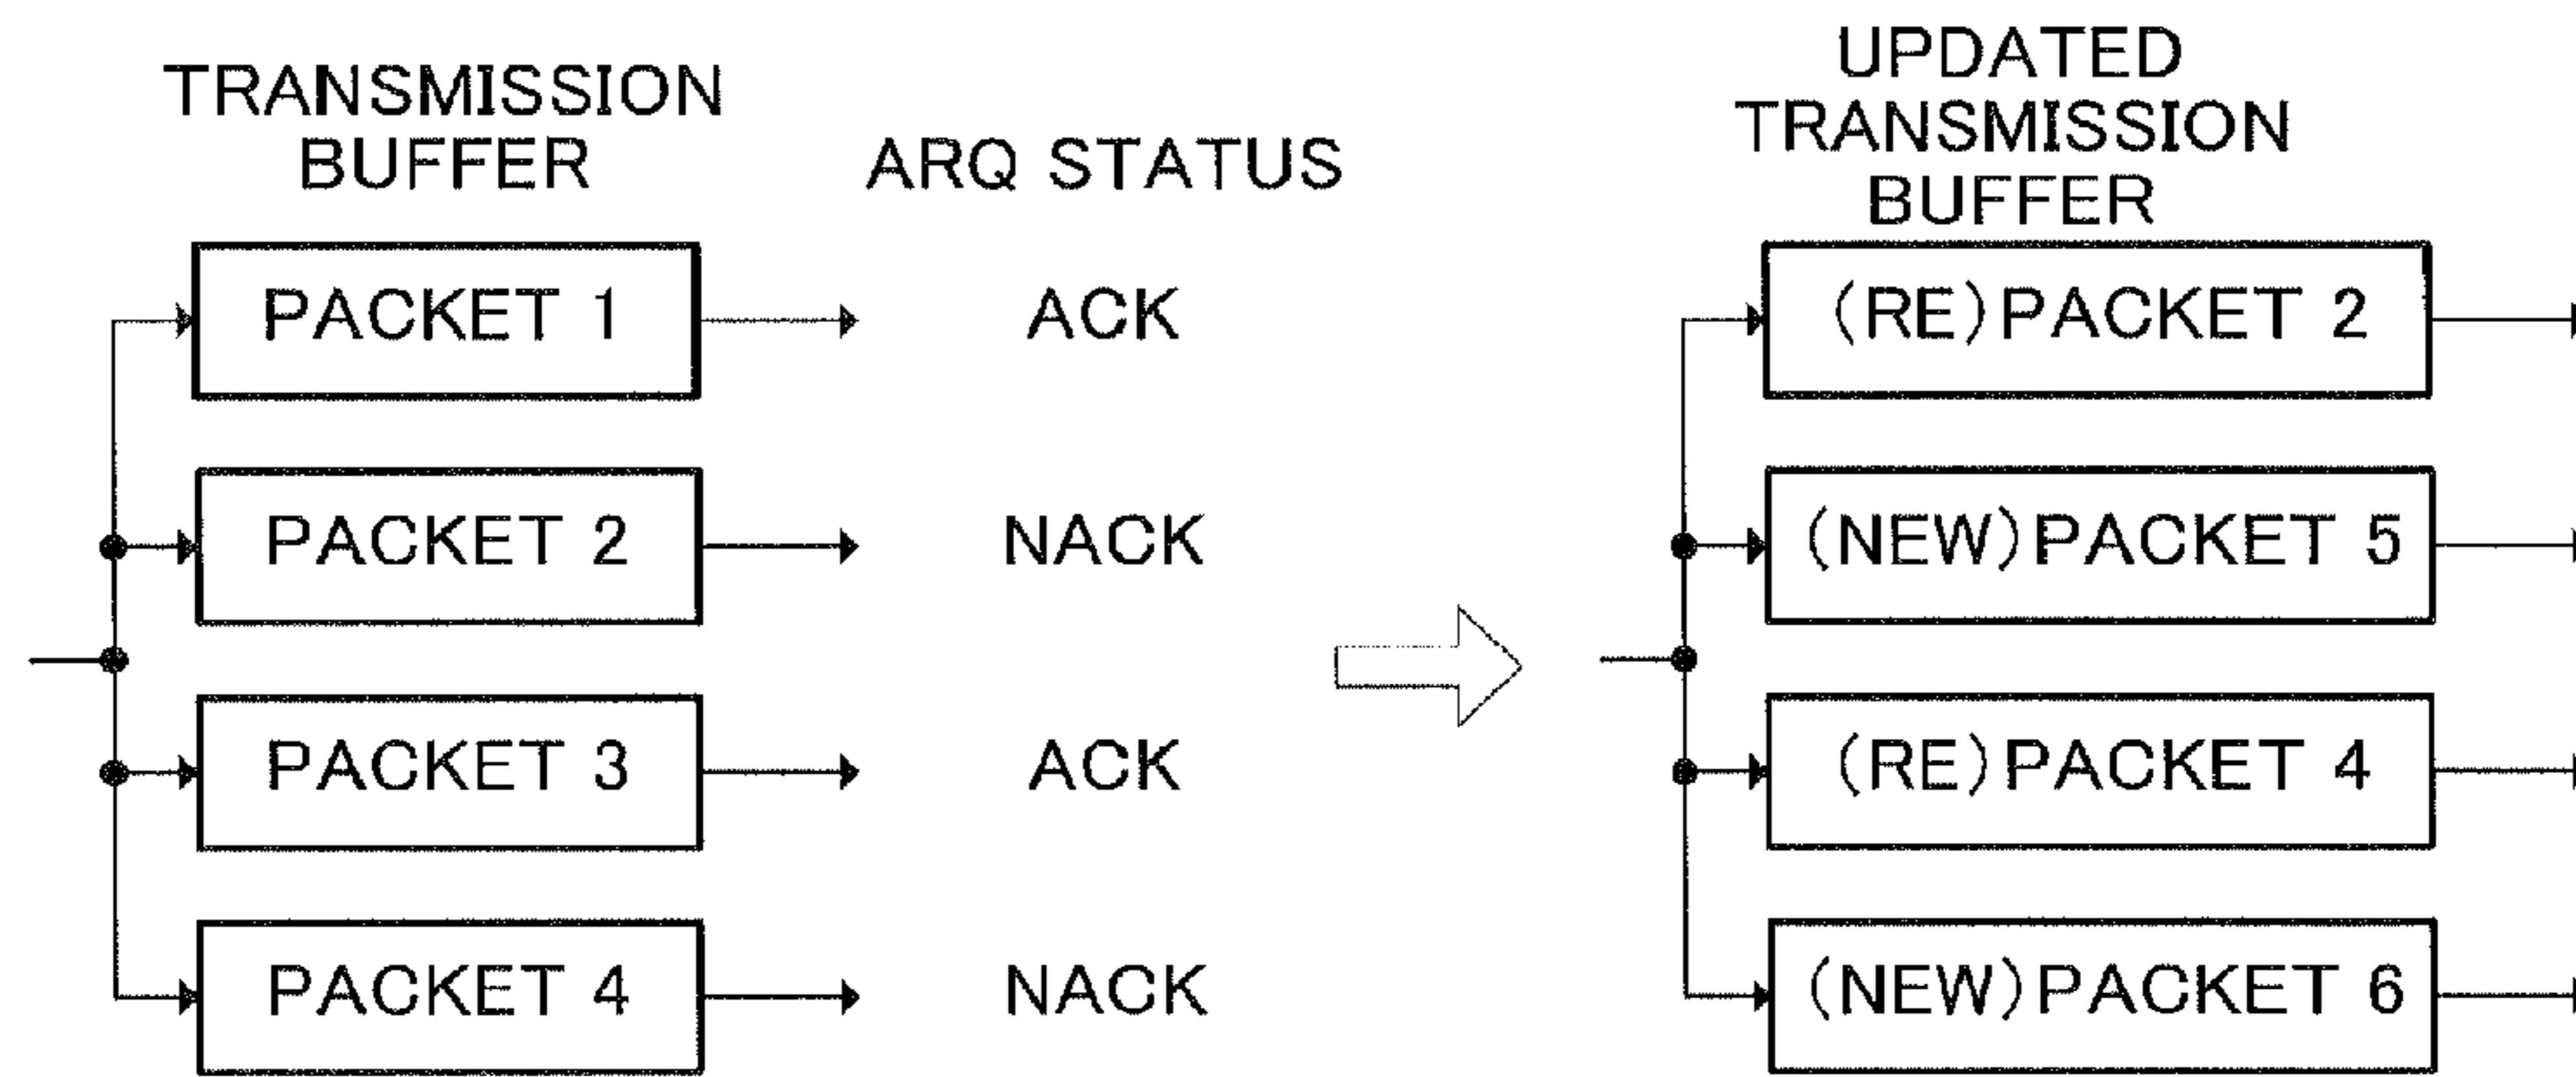 TRANSMISSION
BUFFER
ARQ STATUS
PACKET 1
ACK
PACKET 2
NACK
PACKET 3
ACK
PACKET 4
NACK
UPDATED
TRANSMISSION
BUFFER
(RE)PACKET 2
(NEW)PACKET 5
(RE)PACKET 4
(NEW)PACKET 6